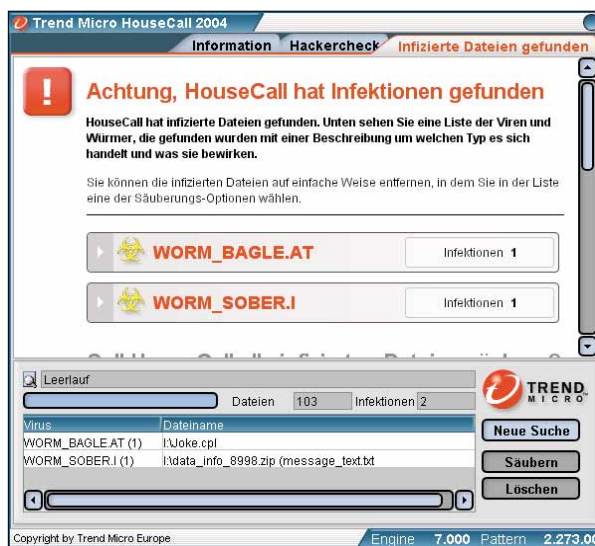 Trend Micro HouseCall 2004
Information Hackercheck Infizierte Dateien gefunden
!
Achtung, HouseCall hat Infektionen gefunden
HouseCall hat infizierte Dateien gefunden. Unten sehen Sie eine Liste der Viren und
Würmer, die gefunden wurden mit einer Beschreibung um welchen Typ es sich
handelt und was sie bewirken.
Sie können die infizierten Dateien auf einfache Weise entfernen, in dem Sie in der Liste
eine der Säuberungs-Optionen wählen.
WORM_BAGLE.AT Infektionen 1
WORM_SOBER.I Infektionen 1
Leerlauf
Dateien 103 Infektionen 2
TREND
MICRO™
Virus Dateiname
WORM_BAGLE.AT (1) I:\Joke.cpl
WORM_SOBER.I (1) I:\data_info_8998.zip (message_text.txt
Neue Suche
Säubern
Löschen
Copyright by Trend Micro Europe Engine 7.000 Pattern 2.273.00